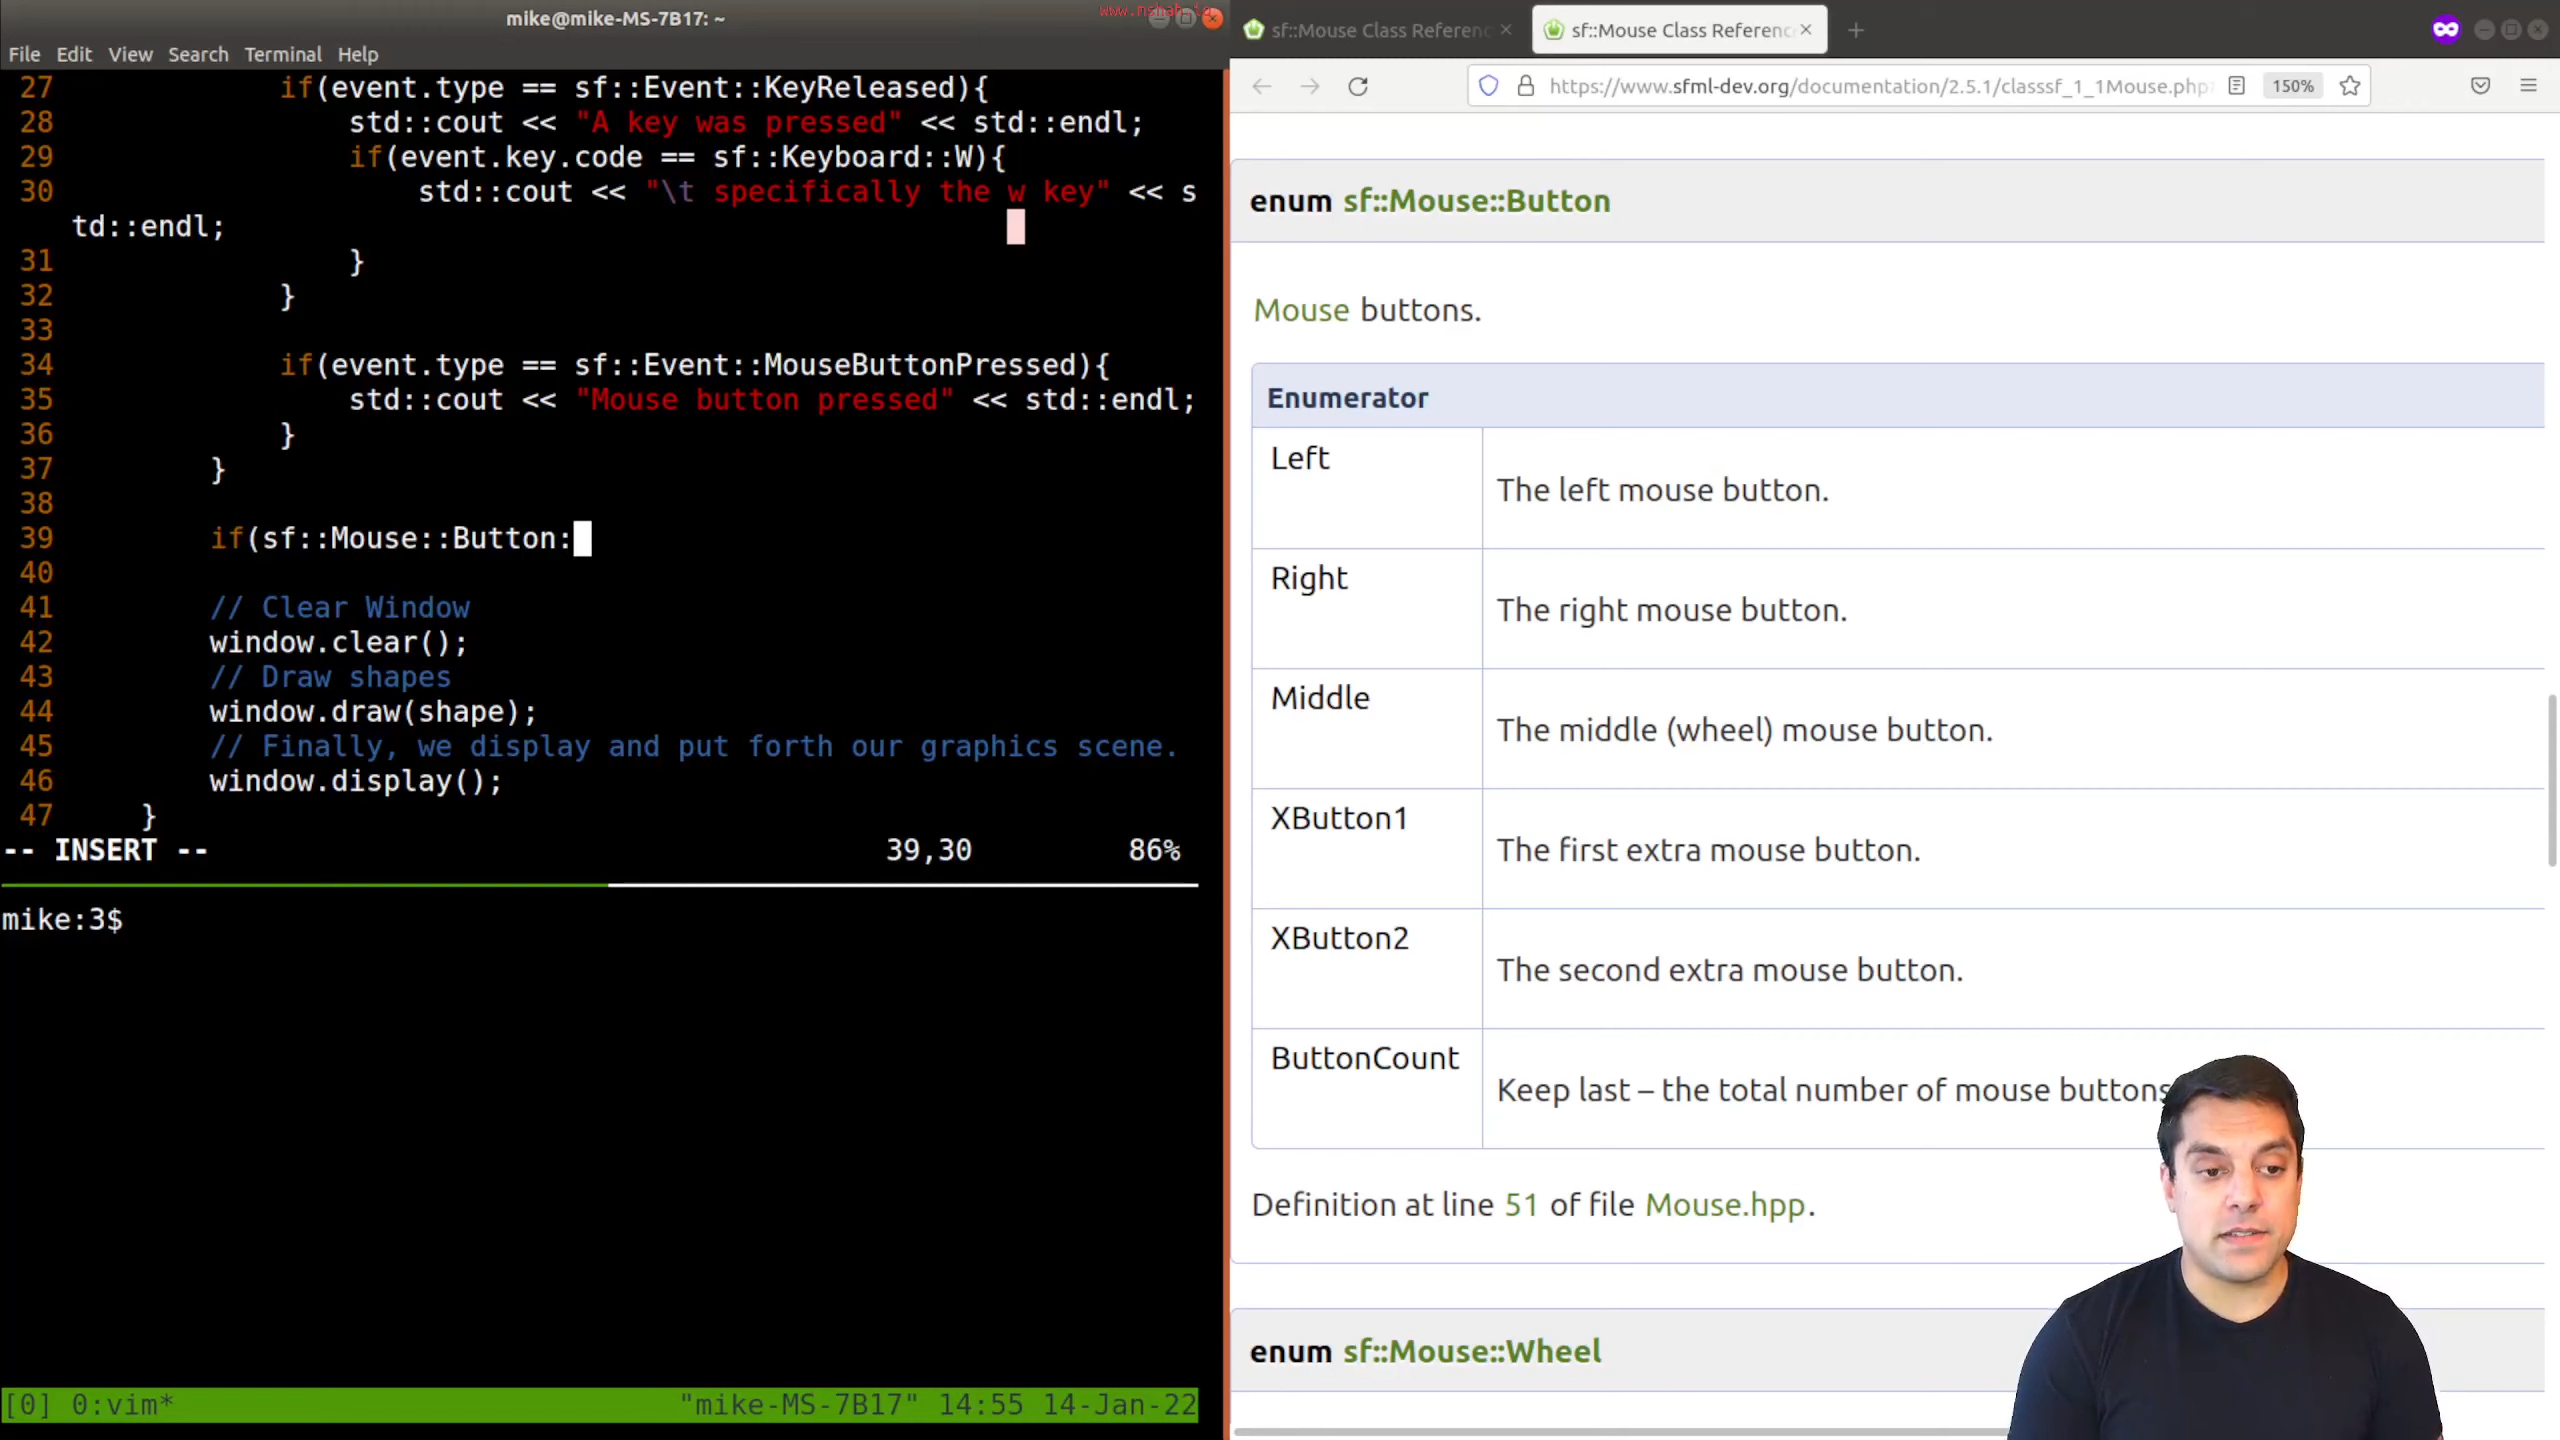 mike@mike-MS-7B17: ~
www.mshah.io
File Edit View Search Terminal Help
27 if(event.type == sf::Event::KeyReleased){
28 std::cout << "A key was pressed" << std::endl;
29 if(event.key.code == sf::Keyboard::W){
30 std::cout << "\t specifically the w key" << s
td::endl;
31 }
32 }
33
34 if(event.type == sf::Event::MouseButtonPressed){
35 std::cout << "Mouse button pressed" << std::endl;
36 }
37 }
38
39 if(sf::Mouse::Button:
40
41 // Clear Window
42 window.clear();
43 // Draw shapes
44 window.draw(shape);
45 // Finally, we display and put forth our graphics scene.
46 window.display();
47 }
-- INSERT -- 39,30 86%
mike:3$
[0] 0:vim* "mike-MS-7B17" 14:55 14-Jan-22
sf::Mouse Class Referenc
sf::Mouse Class Referenc
https://www.sfml-dev.org/documentation/2.5.1/classsf_1_1Mouse.php
150%
enum sf::Mouse::Button
Mouse buttons.
Enumerator
Left The left mouse button.
Right The right mouse button.
Middle The middle (wheel) mouse button.
XButton1 The first extra mouse button.
XButton2 The second extra mouse button.
ButtonCount Keep last – the total number of mouse buttons
Definition at line 51 of file Mouse.hpp.
enum sf::Mouse::Wheel